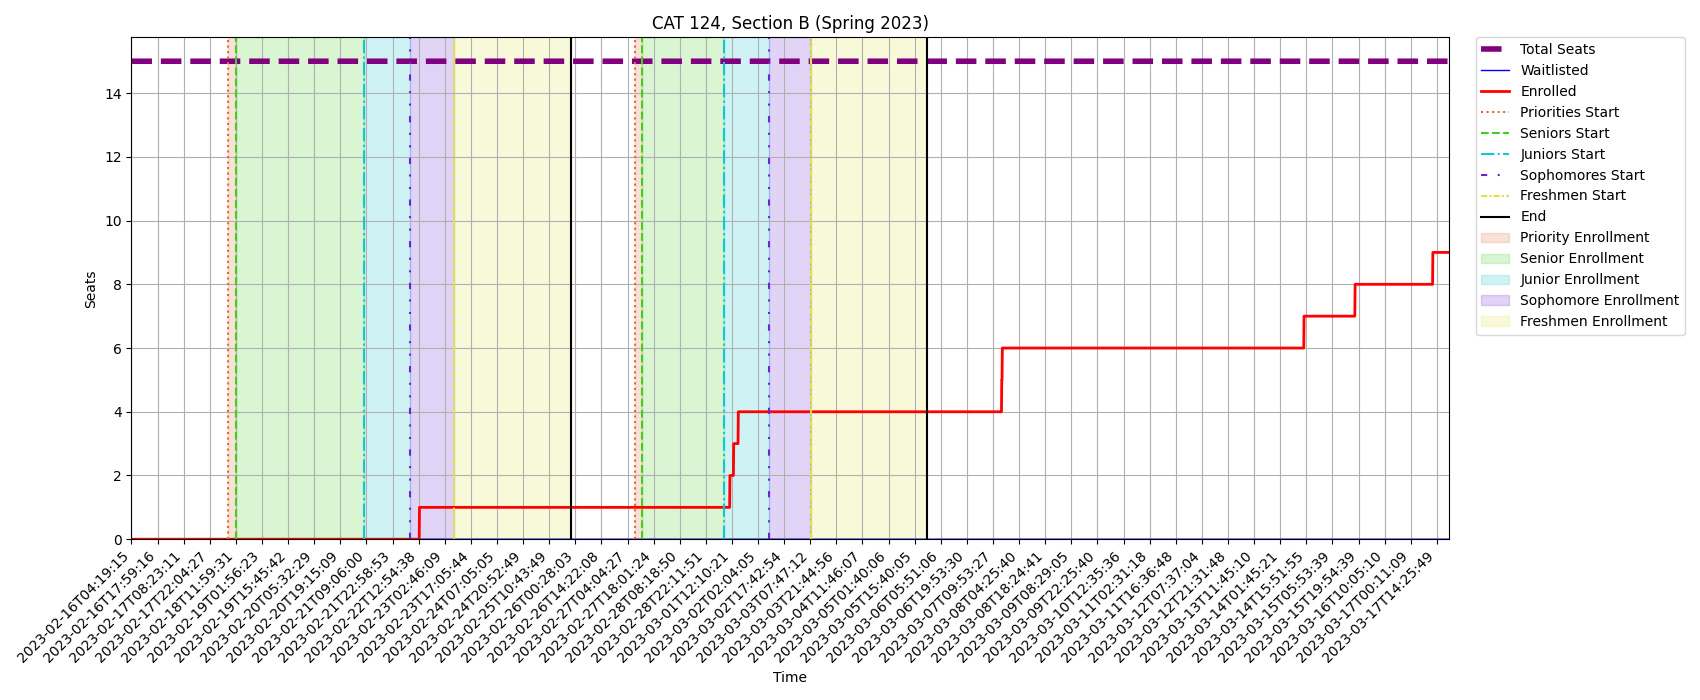 CAT 124, Section B (Spring 2023)
Total Seats
Waitlisted
Enrolled
Priorities Start
Seniors Start
Juniors Start
Sophomores Start
Freshmen Start
End
Priority Enrollment
Senior Enrollment
Junior Enrollment
Sophomore Enrollment
Freshmen Enrollment
Seats
14
12
10
8
6
4
2
0
2023-02-16T04:19:15
2023-02-16T17:59:16
2023-02-17T08:23:11
2023-02-17T22:04:27
2023-02-18T11:59:31
2023-02-19T01:56:23
2023-02-19T15:45:42
2023-02-20T05:32:29
2023-02-20T19:15:09
2023-02-21T09:06:00
2023-02-21T22:58:53
2023-02-22T12:54:38
2023-02-23T02:46:09
2023-02-23T17:05:44
2023-02-24T07:05:05
2023-02-24T20:52:49
2023-02-25T10:43:49
2023-02-26T00:28:03
2023-02-26T14:22:08
2023-02-27T04:04:27
2023-02-27T18:01:24
2023-02-28T08:18:50
2023-02-28T22:11:51
2023-03-01T12:10:21
2023-03-02T02:04:05
2023-03-02T17:42:54
2023-03-03T07:47:12
2023-03-03T21:44:56
2023-03-04T11:46:07
2023-03-05T01:40:06
2023-03-05T15:40:05
2023-03-06T05:51:06
2023-03-06T19:53:30
2023-03-07T09:53:27
2023-03-08T04:25:40
2023-03-08T18:24:41
2023-03-09T08:29:05
2023-03-09T22:25:40
2023-03-10T12:35:36
2023-03-11T02:31:18
2023-03-11T16:36:48
2023-03-12T07:37:04
2023-03-12T21:31:48
2023-03-13T11:45:10
2023-03-14T01:45:21
2023-03-14T15:51:55
2023-03-15T05:53:39
2023-03-15T19:54:39
2023-03-16T10:05:10
2023-03-17T00:11:09
2023-03-17T14:25:49
Time